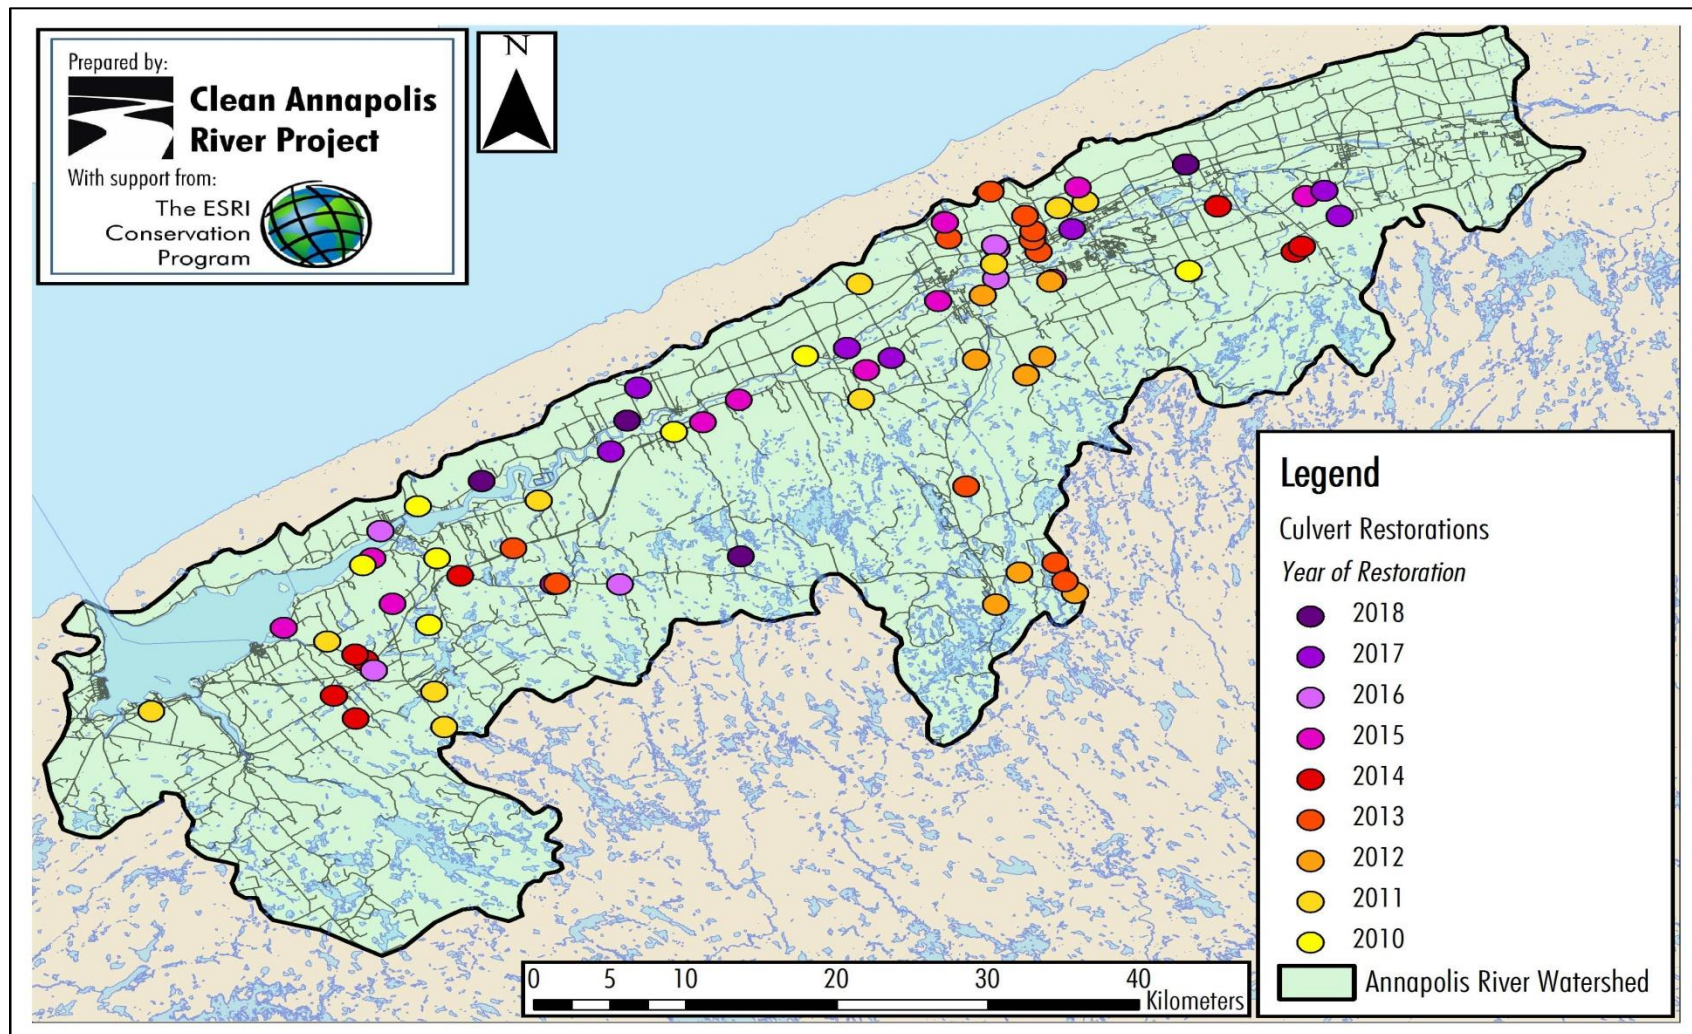 Prepared by:
Clean Annapolis
River Project
With support from:
The ESRI
Conservation
Program
N
Legend
Culvert Restorations
Year of Restoration
2018
2017
2016
2015
2014
2013
2012
2011
2010
Annapolis River Watershed
0 5 10 20 30 40
Kilometers